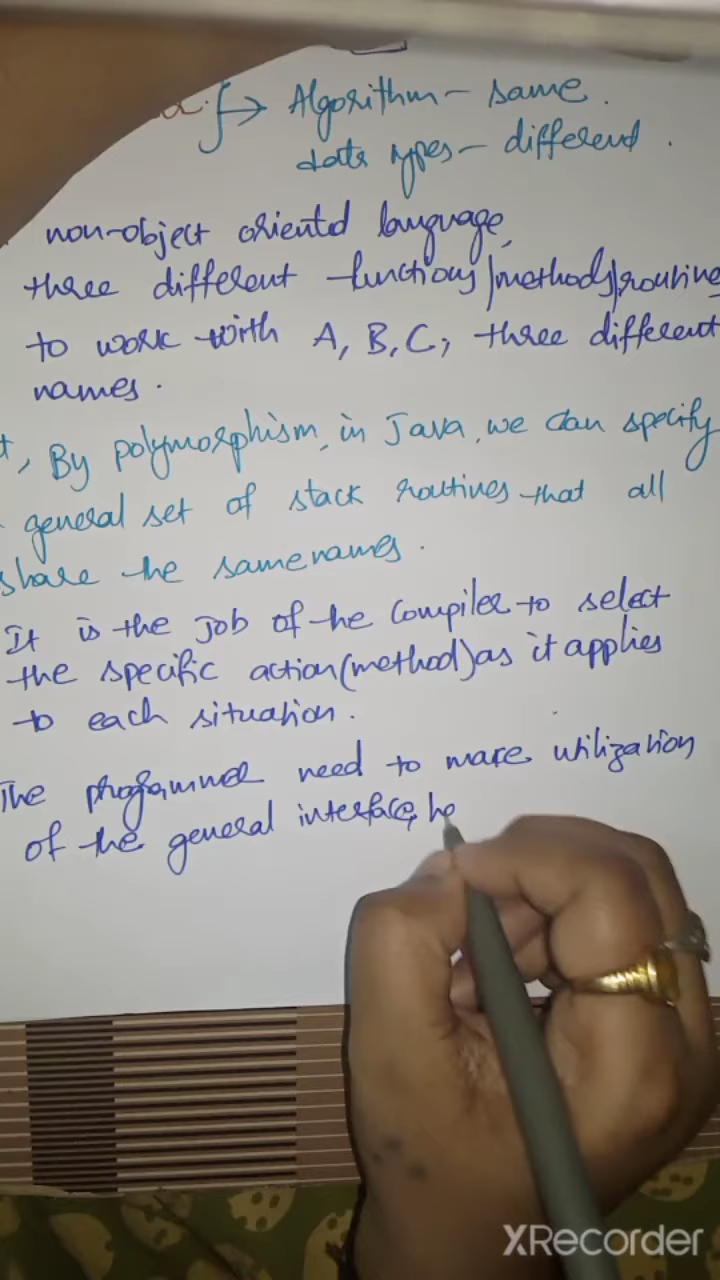 Algorithm - same.
data types - different.
non-object oriented language,
three different functions|methods|routine
to work with A, B, C, three different
names.
, By polymorphism, in Java, we can specify
general set of stack routines that all
share the same names.
It is the job of the compiler to select
the specific action(method) as it applies
to each situation.
The programmer need to make utilization
of the general interface, he
XRecorder